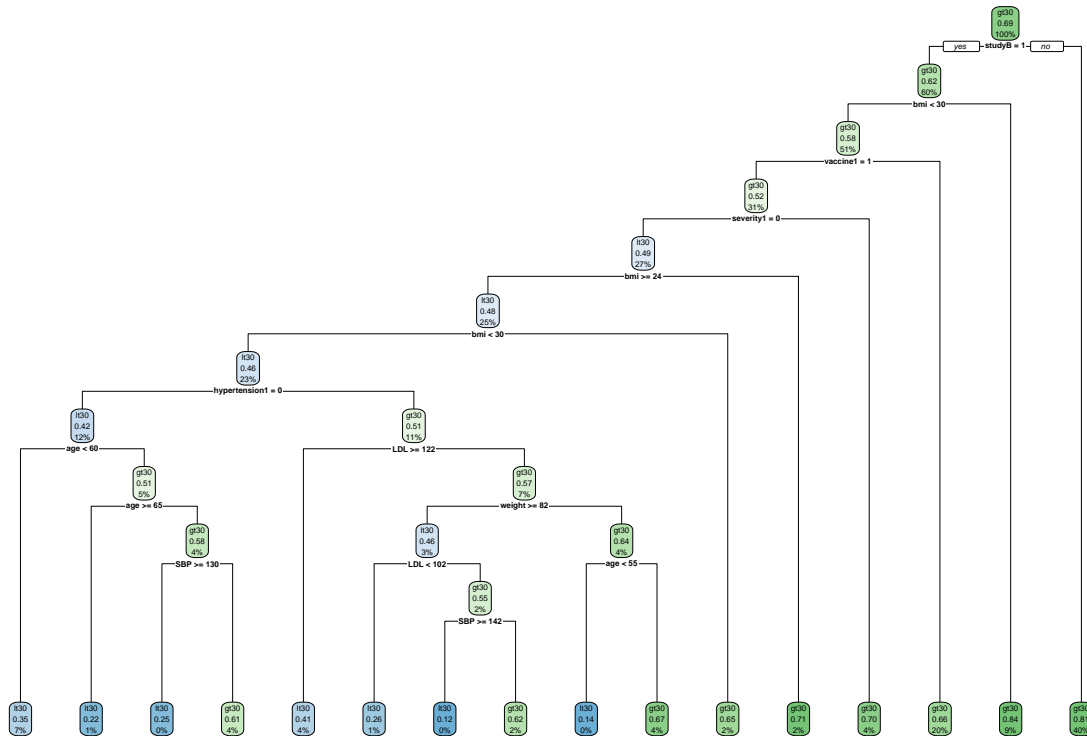 gt30
0.69
100%
yes
studyB = 1
no
gt30
0.62
60%
bmi < 30
gt30
0.58
51%
vaccine1 = 1
gt30
0.52
31%
severity1 = 0
lt30
0.49
27%
bmi >= 24
lt30
0.48
25%
bmi < 30
lt30
0.46
23%
hypertension1 = 0
lt30
0.42
12%
age < 60
gt30
0.51
11%
LDL >= 122
gt30
0.51
5%
age >= 65
gt30
0.57
7%
weight >= 82
gt30
0.58
4%
SBP >= 130
lt30
0.46
3%
LDL < 102
gt30
0.64
4%
age < 55
gt30
0.55
2%
SBP >= 142
lt30
0.35
7%
lt30
0.22
1%
lt30
0.25
0%
gt30
0.61
4%
lt30
0.41
4%
lt30
0.26
1%
lt30
0.12
0%
gt30
0.62
2%
lt30
0.14
0%
gt30
0.67
4%
gt30
0.65
2%
gt30
0.71
2%
gt30
0.70
4%
gt30
0.66
20%
gt30
0.84
9%
gt30
0.81
40%